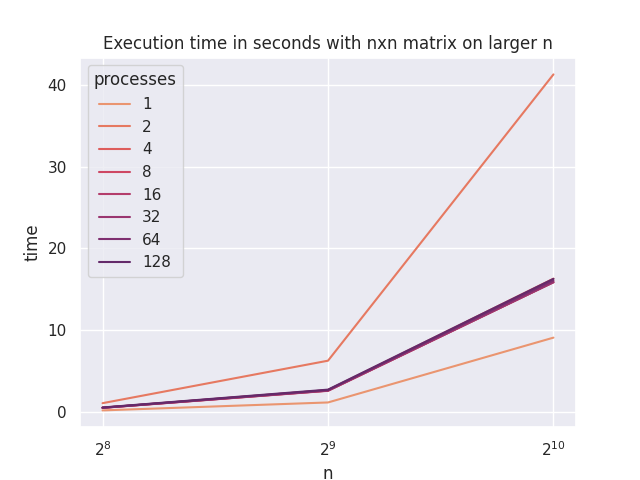 Execution time in seconds with nxn matrix on larger n
processes
1
2
4
8
16
32
64
128
40
30
20
10
0
time
2^8 2^9 2^10
n